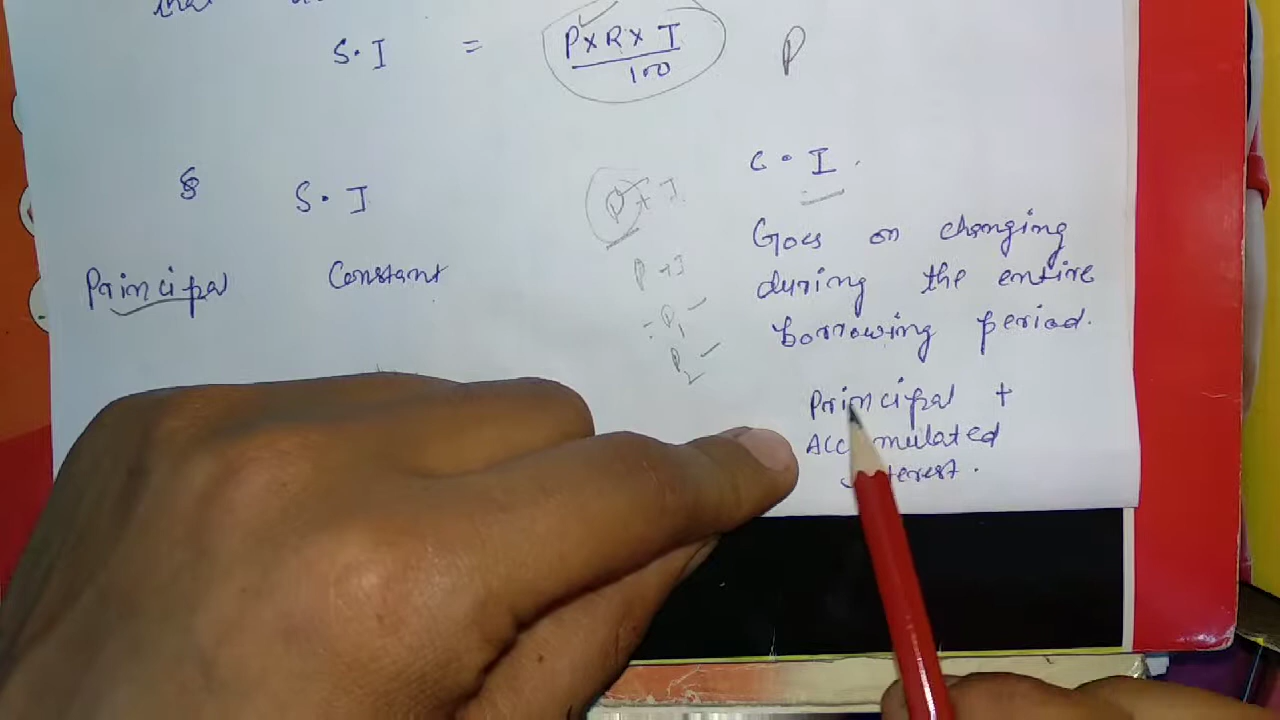 S.I = P x R x T
100
P
§ S.I
C.I.
P + I
Principal Constant
P + I
= P1
P2
Goes on changing
during the entire
borrowing period.
Principal +
Accumulated
Interest.